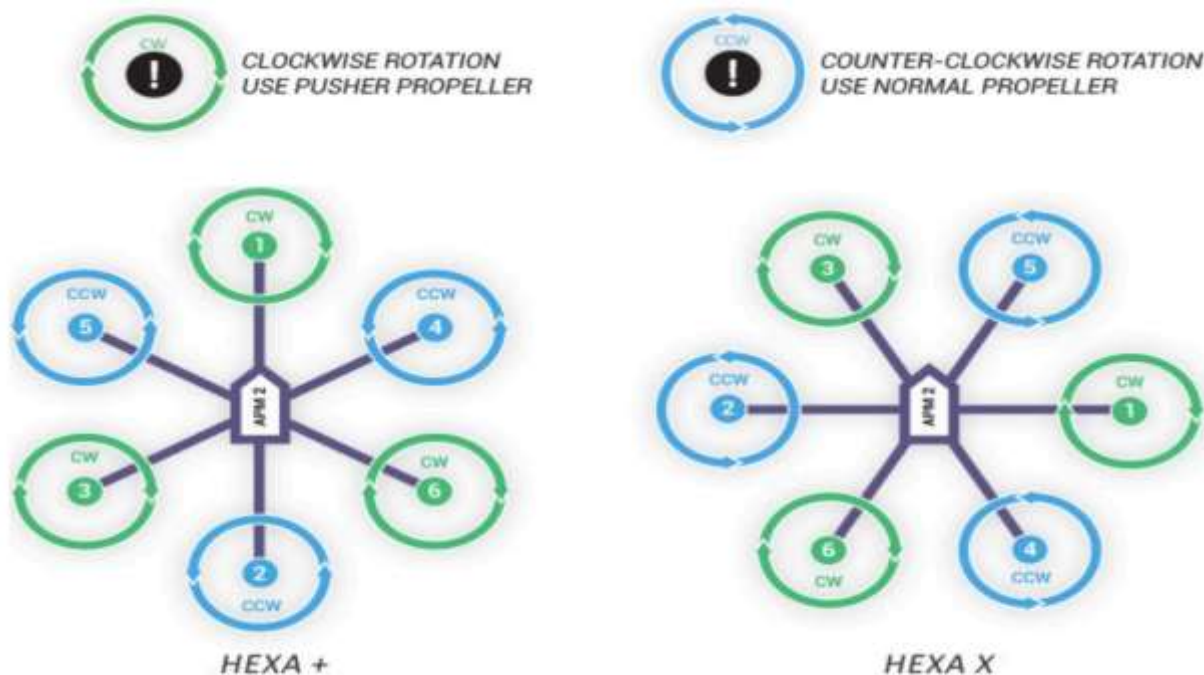 CW
!
CLOCKWISE ROTATION
USE PUSHER PROPELLER
CCW
!
COUNTER-CLOCKWISE ROTATION
USE NORMAL PROPELLER
CW
1
CCW
5
CCW
4
APM 2
CW
3
CW
6
2
CCW
HEXA +
CW
3
CCW
5
CCW
2
APM 2
CW
1
6
CW
4
CCW
HEXA X